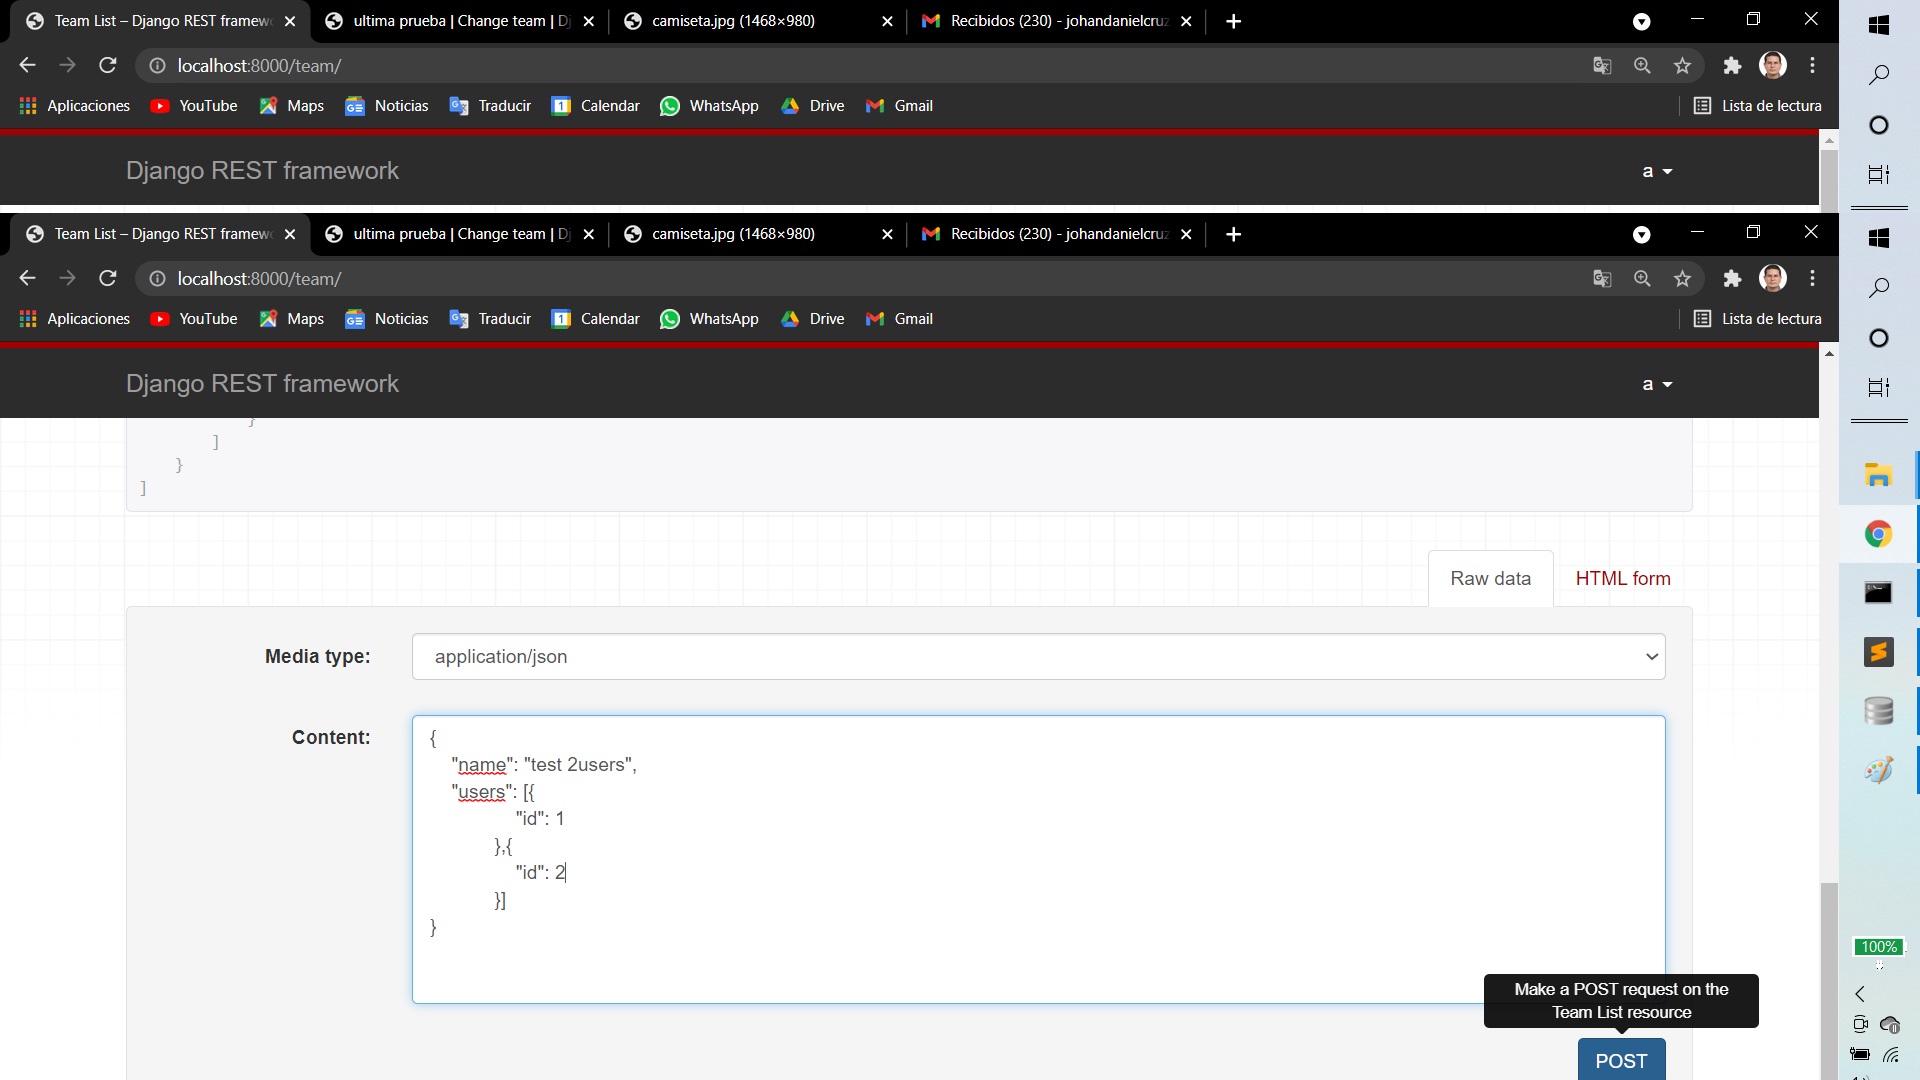 Team List – Django REST framew
ultima prueba | Change team | Dj
camiseta.jpg (1468×980)
Recibidos (230) - johandanielcruz
localhost:8000/team/
Aplicaciones
YouTube
Maps
Noticias
Traducir
Calendar
WhatsApp
Drive
Gmail
Lista de lectura
Django REST framework
a
Team List – Django REST framew
ultima prueba | Change team | Dj
camiseta.jpg (1468×980)
Recibidos (230) - johandanielcruz
localhost:8000/team/
Aplicaciones
YouTube
Maps
Noticias
Traducir
Calendar
WhatsApp
Drive
Gmail
Lista de lectura
Django REST framework
a
}
]
}
]
Raw data
HTML form
Media type:
application/json
Content:
{
"name": "test 2users",
"users": [{
"id": 1
},{
"id": 2
}]
}
100%
Make a POST request on the
Team List resource
POST